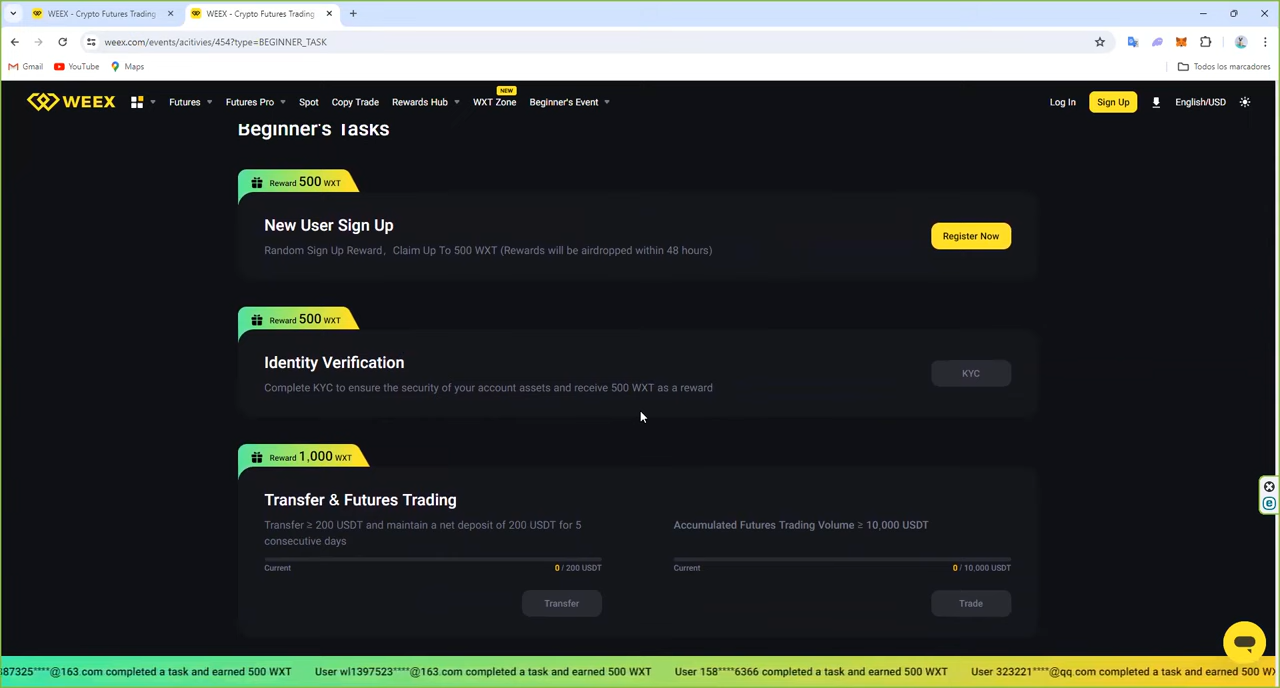 WEEX - Crypto Futures Trading
WEEX - Crypto Futures Trading
weex.com/events/acitivies/454?type=BEGINNER_TASK
Gmail
YouTube
Maps
Todos los marcadores
WEEX
Futures
Futures Pro
Spot
Copy Trade
Rewards Hub
NEW
WXT Zone
Beginner's Event
Log In
Sign Up
English/USD
Beginner's Tasks
Reward 500 WXT
New User Sign Up
Random Sign Up Reward, Claim Up To 500 WXT (Rewards will be airdropped within 48 hours)
Register Now
Reward 500 WXT
Identity Verification
Complete KYC to ensure the security of your account assets and receive 500 WXT as a reward
KYC
Reward 1,000 WXT
Transfer & Futures Trading
Transfer ≥ 200 USDT and maintain a net deposit of 200 USDT for 5
consecutive days
Current
0 / 200 USDT
Transfer
Accumulated Futures Trading Volume ≥ 10,000 USDT
Current
0 / 10,000 USDT
Trade
87325****@163.com completed a task and earned 500 WXT
User wl1397523****@163.com completed a task and earned 500 WXT
User 158****6366 completed a task and earned 500 WXT
User 323221****@qq.com completed a task and earned 500